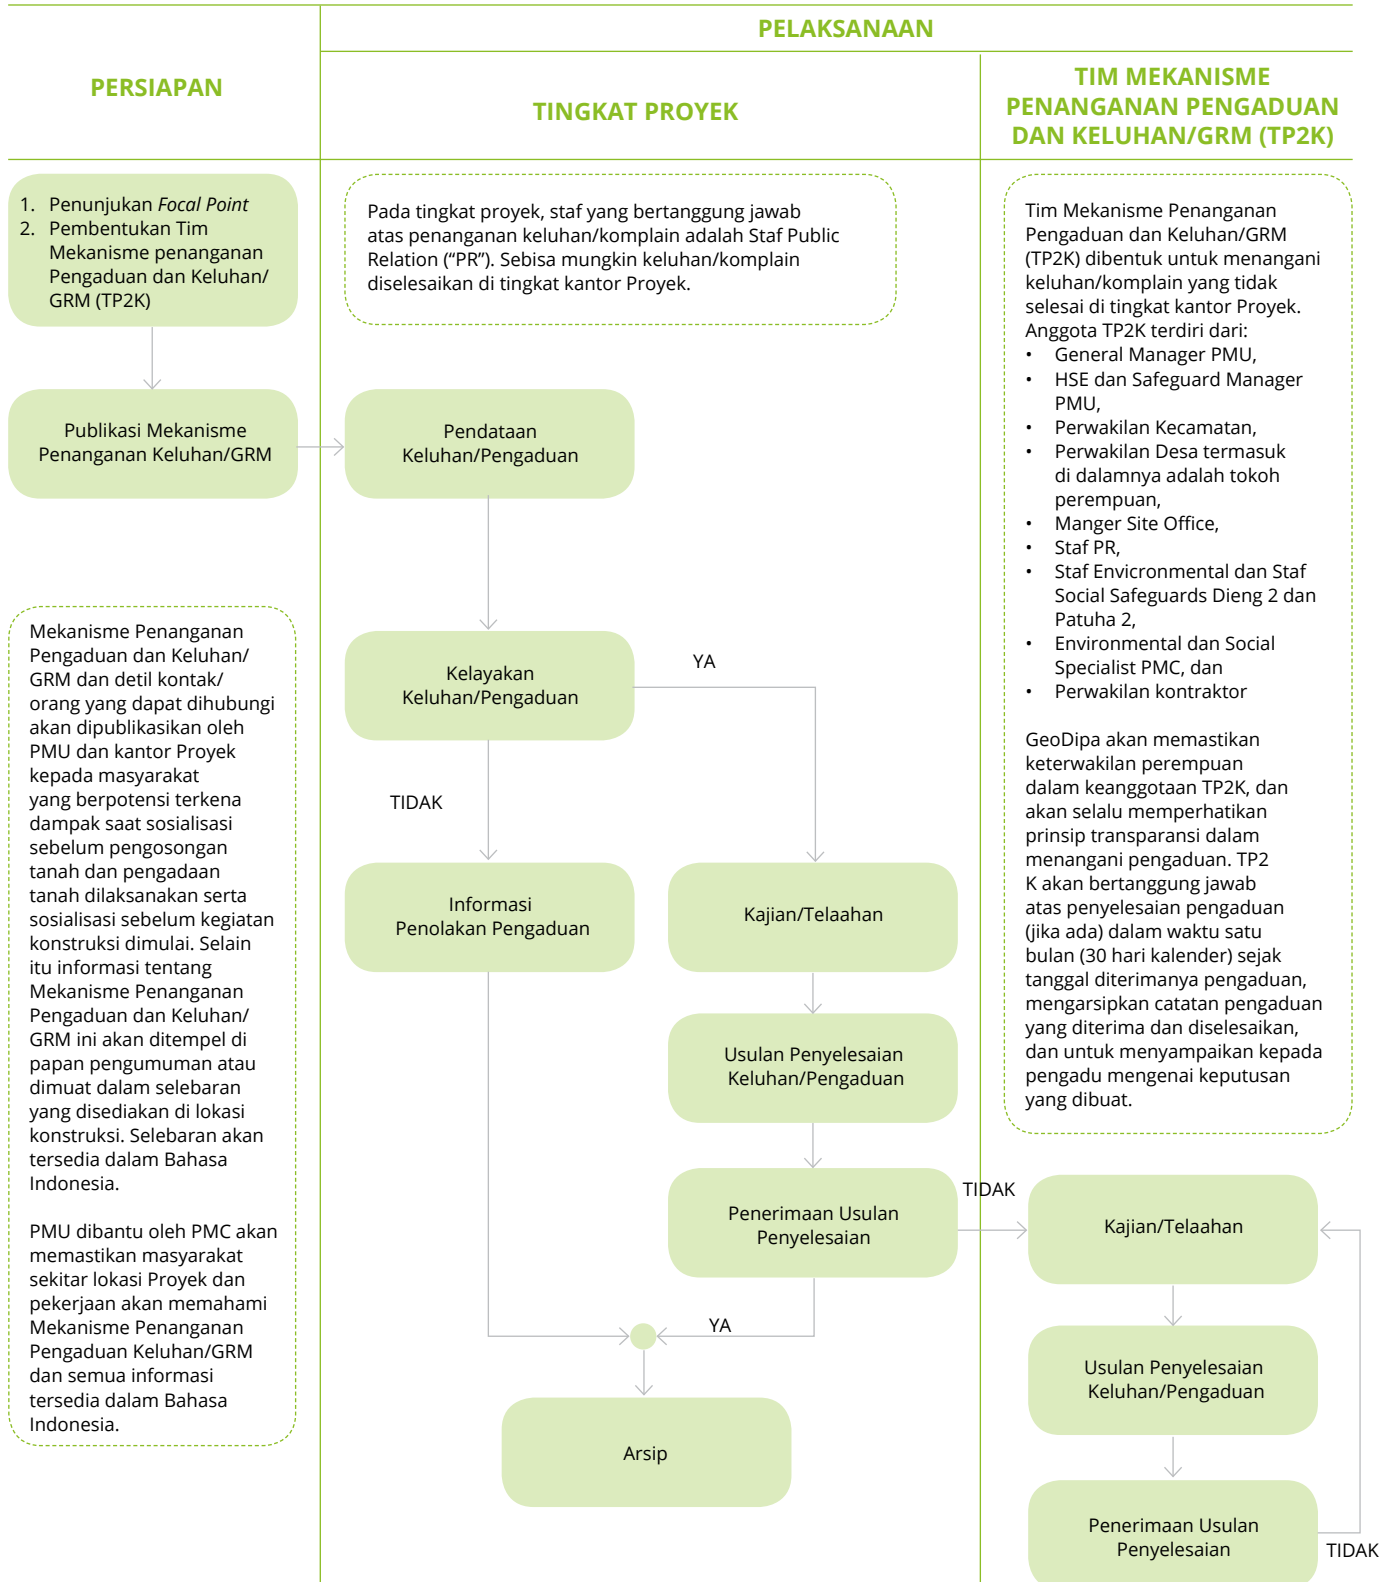 PELAKSANAAN
PERSIAPAN
TINGKAT PROYEK
TIM MEKANISME
PENANGANAN PENGADUAN
DAN KELUHAN/GRM (TP2K)
1. Penunjukan Focal Point
2. Pembentukan Tim
Mekanisme penanganan
Pengaduan dan Keluhan/
GRM (TP2K)
Publikasi Mekanisme
Penanganan Keluhan/GRM
Mekanisme Penanganan
Pengaduan dan Keluhan/
GRM dan detil kontak/
orang yang dapat dihubungi
akan dipublikasikan oleh
PMU dan kantor Proyek
kepada masyarakat
yang berpotensi terkena
dampak saat sosialisasi
sebelum pengosongan
tanah dan pengadaan
tanah dilaksanakan serta
sosialisasi sebelum kegiatan
konstruksi dimulai. Selain
itu informasi tentang
Mekanisme Penanganan
Pengaduan dan Keluhan/
GRM ini akan ditempel di
papan pengumuman atau
dimuat dalam selebaran
yang disediakan di lokasi
konstruksi. Selebaran akan
tersedia dalam Bahasa
Indonesia.
PMU dibantu oleh PMC akan
memastikan masyarakat
sekitar lokasi Proyek dan
pekerjaan akan memahami
Mekanisme Penanganan
Pengaduan Keluhan/GRM
dan semua informasi
tersedia dalam Bahasa
Indonesia.
Pada tingkat proyek, staf yang bertanggung jawab
atas penanganan keluhan/komplain adalah Staf Public
Relation (“PR”). Sebisa mungkin keluhan/komplain
diselesaikan di tingkat kantor Proyek.
Pendataan
Keluhan/Pengaduan
Kelayakan
Keluhan/Pengaduan
YA
TIDAK
Informasi
Penolakan Pengaduan
Kajian/Telaahan
Usulan Penyelesaian
Keluhan/Pengaduan
Penerimaan Usulan
Penyelesaian
TIDAK
YA
Arsip
Tim Mekanisme Penanganan
Pengaduan dan Keluhan/GRM
(TP2K) dibentuk untuk menangani
keluhan/komplain yang tidak
selesai di tingkat kantor Proyek.
Anggota TP2K terdiri dari:
• General Manager PMU,
• HSE dan Safeguard Manager
PMU,
• Perwakilan Kecamatan,
• Perwakilan Desa termasuk
di dalamnya adalah tokoh
perempuan,
• Manger Site Office,
• Staf PR,
• Staf Envicronmental dan Staf
Social Safeguards Dieng 2 dan
Patuha 2,
• Environmental dan Social
Specialist PMC, dan
• Perwakilan kontraktor
GeoDipa akan memastikan
keterwakilan perempuan
dalam keanggotaan TP2K, dan
akan selalu memperhatikan
prinsip transparansi dalam
menangani pengaduan. TP2
K akan bertanggung jawab
atas penyelesaian pengaduan
(jika ada) dalam waktu satu
bulan (30 hari kalender) sejak
tanggal diterimanya pengaduan,
mengarsipkan catatan pengaduan
yang diterima dan diselesaikan,
dan untuk menyampaikan kepada
pengadu mengenai keputusan
yang dibuat.
Kajian/Telaahan
Usulan Penyelesaian
Keluhan/Pengaduan
Penerimaan Usulan
Penyelesaian
TIDAK